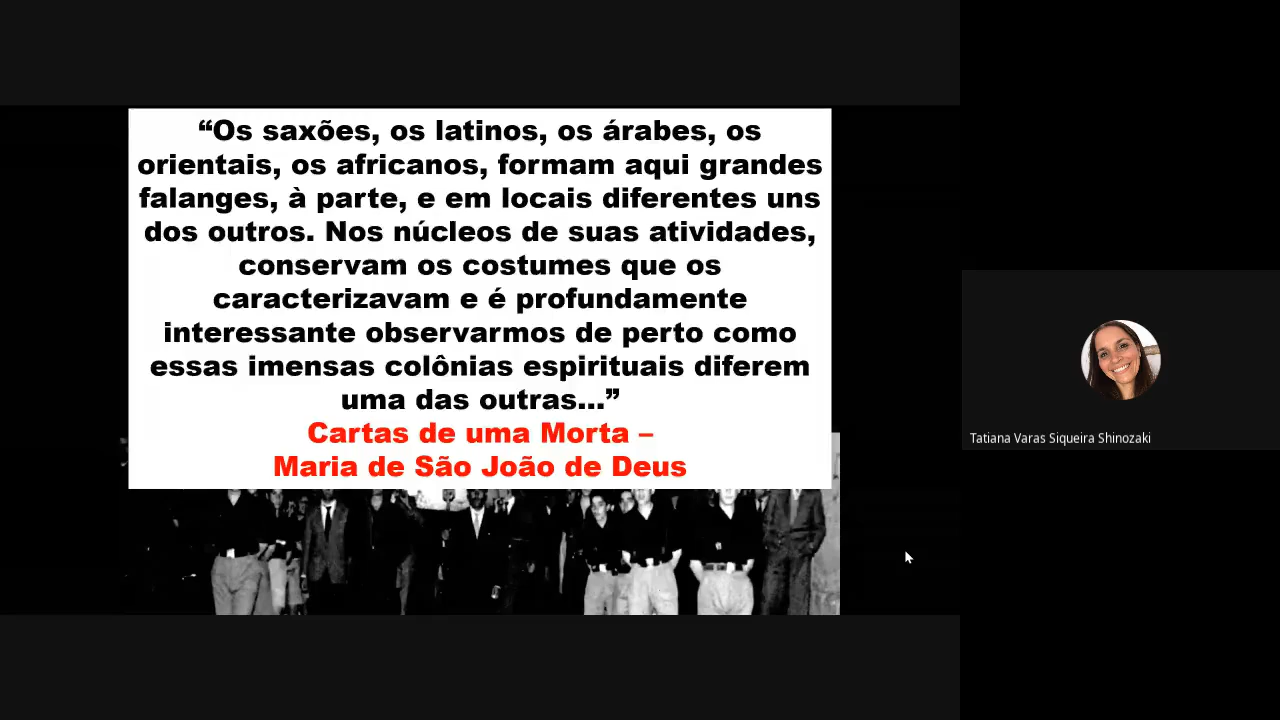 “Os saxões, os latinos, os árabes, os
orientais, os africanos, formam aqui grandes
falanges, à parte, e em locais diferentes uns
dos outros. Nos núcleos de suas atividades,
conservam os costumes que os
caracterizavam e é profundamente
interessante observarmos de perto como
essas imensas colônias espirituais diferem
uma das outras...”
Cartas de uma Morta –
Maria de São João de Deus
Tatiana Varas Siqueira Shinozaki